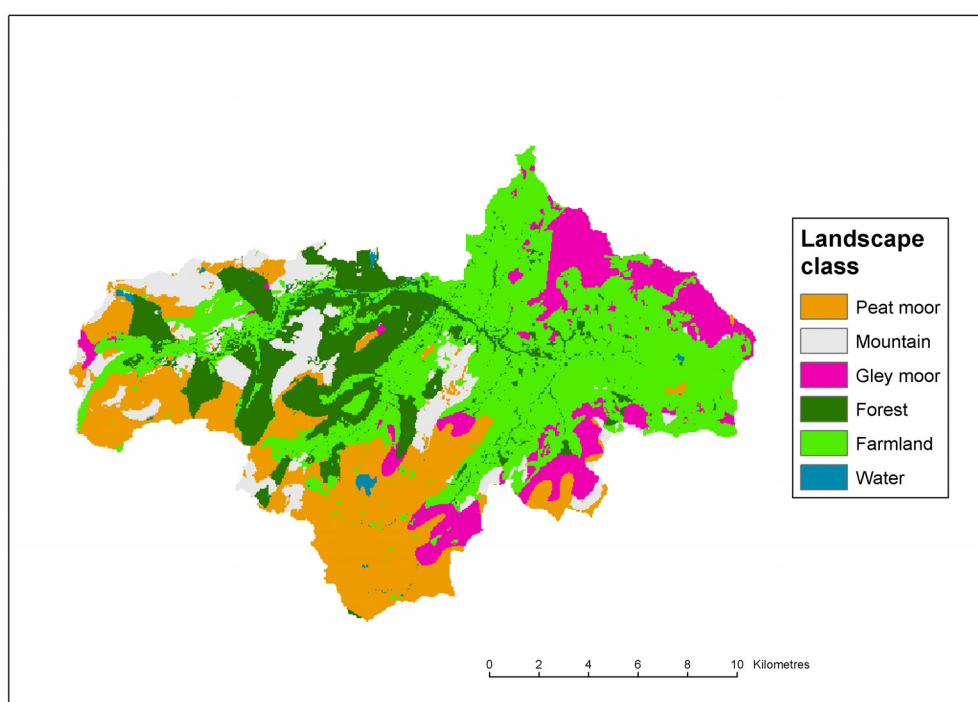 Landscape
class
Peat moor
Mountain
Gley moor
Forest
Farmland
Water
0 2 4 6 8 10 Kilometres